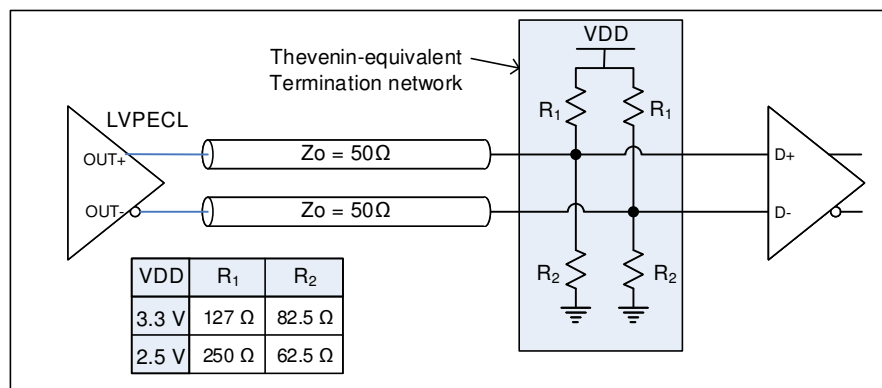 VDD
Thevenin-equivalent
Termination network
R1 R1
LVPECL
OUT+ Zo = 50Ω D+
OUT- Zo = 50Ω D-
R2 R2
VDD R1 R2
3.3 V 127 Ω 82.5 Ω
2.5 V 250 Ω 62.5 Ω